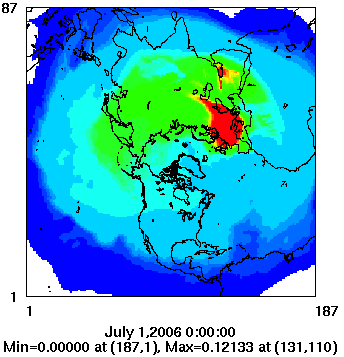 87
1
1 187
July 1,2006 0:00:00
Min=0.00000 at (187,1), Max=0.12133 at (131,110)